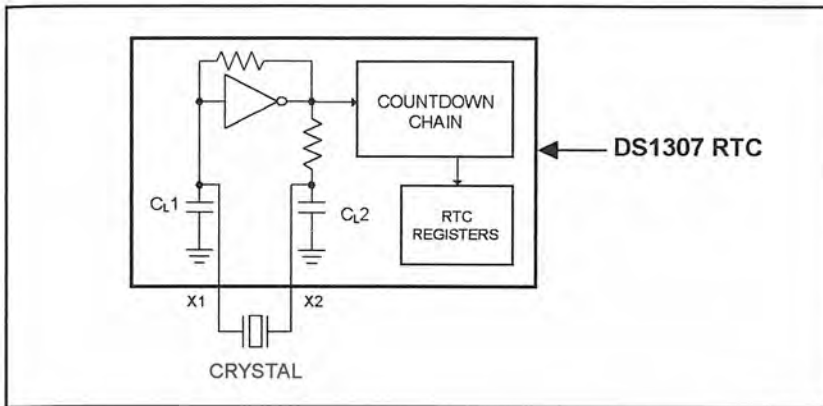 COUNTDOWN
CHAIN
DS1307 RTC
CL1
CL2
RTC
REGISTERS
X1
X2
CRYSTAL